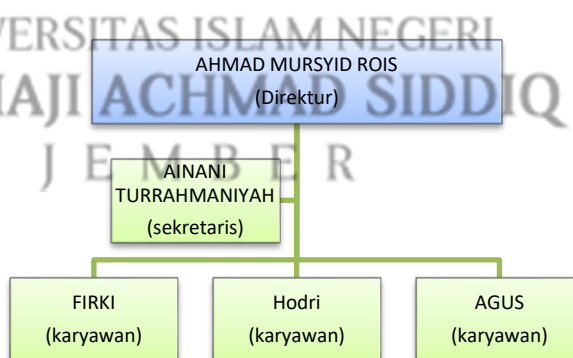 VERSITAS ISLAM NEGERI
HAJI ACHMAD SIDDIQ
JEMBER
AHMAD MURSYID ROIS
(Direktur)
AINANI
TURRAHMANIYAH
(sekretaris)
FIRKI
(karyawan)
Hodri
(karyawan)
AGUS
(karyawan)